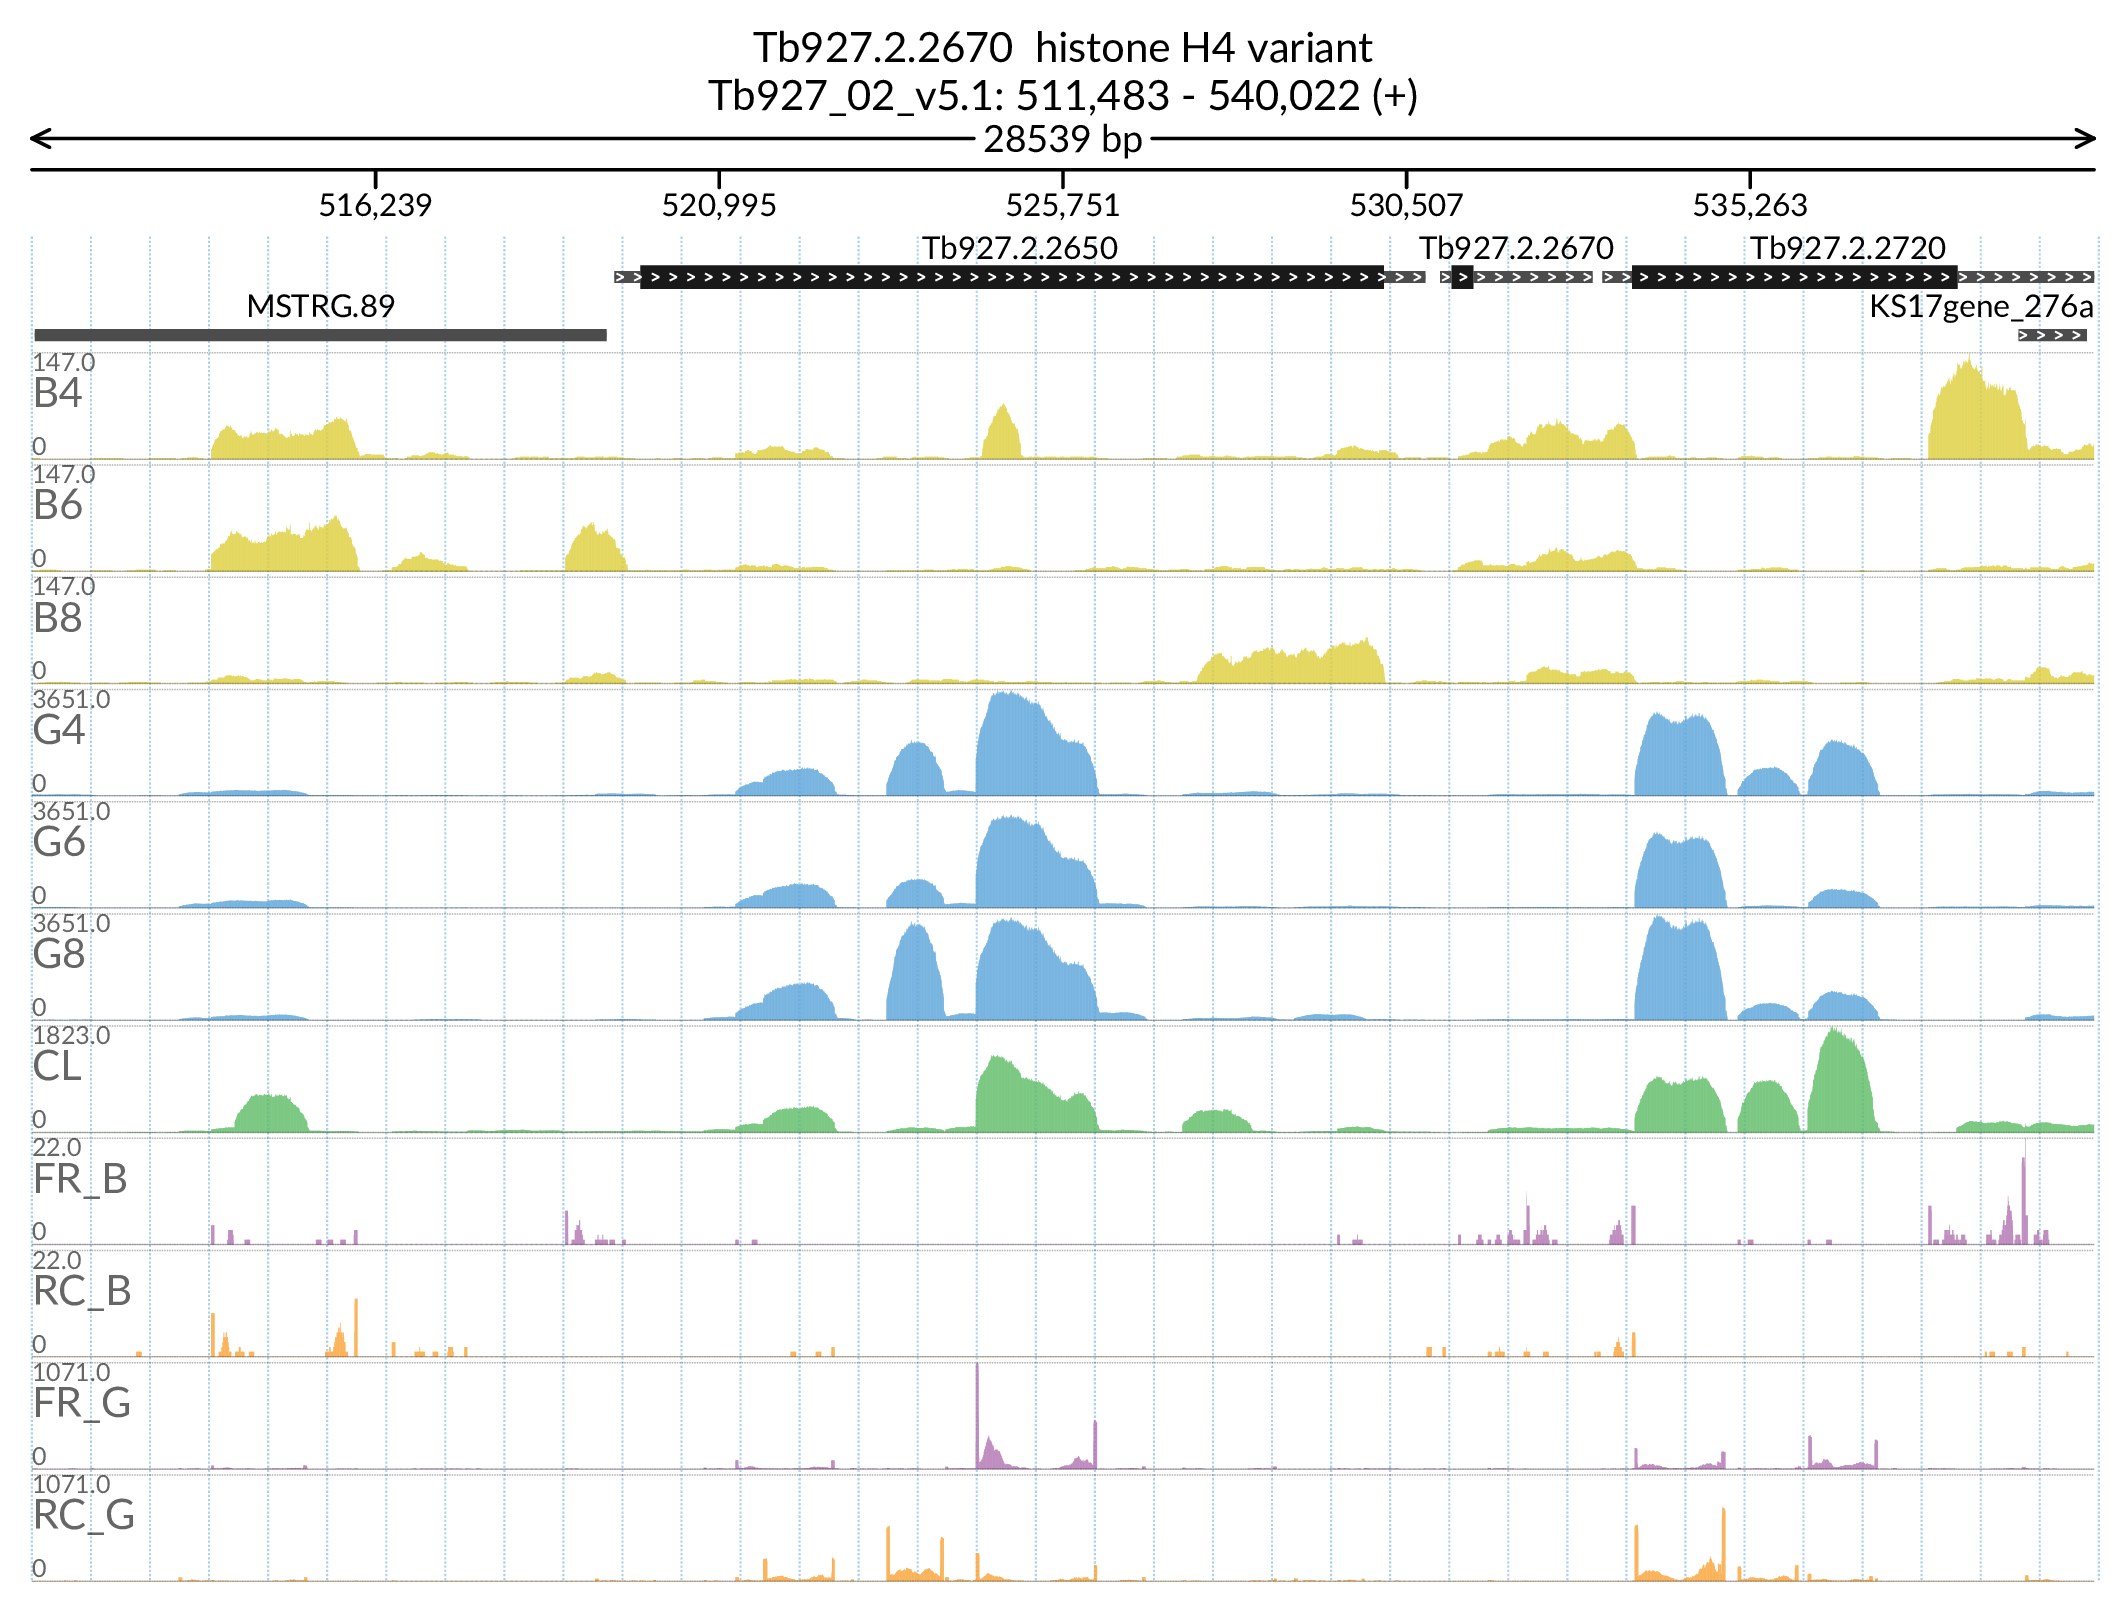 Tb927.2.2670 histone H4 variant
Tb927_02_v5.1: 511,483 - 540,022 (+)
28539 bp
516,239 520,995 525,751 530,507 535,263
Tb927.2.2650 Tb927.2.2670 Tb927.2.2720
MSTRG.89 KS17gene_276a
147.0
B4
0
147.0
B6
0
147.0
B8
0
3651.0
G4
0
3651.0
G6
0
3651.0
G8
0
1823.0
CL
0
22.0
FR_B
0
22.0
RC_B
0
1071.0
FR_G
0
1071.0
RC_G
0